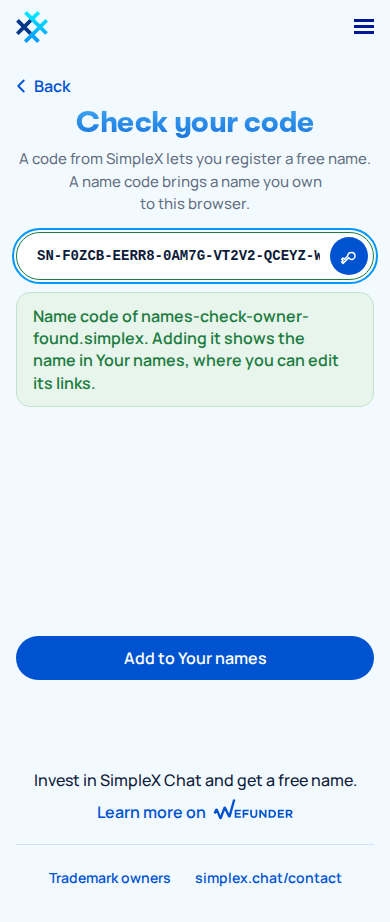 Back
Check your code
A code from SimpleX lets you register a free name.
A name code brings a name you own
to this browser.
SN-F0ZCB-EERR8-0AM7G-VT2V2-QCEYZ-
Name code of names-check-owner-
found.simplex. Adding it shows the
name in Your names, where you can edit
its links.
Add to Your names
Invest in SimpleX Chat and get a free name.
Learn more on WEFUNDER
Trademark owners simplex.chat/contact